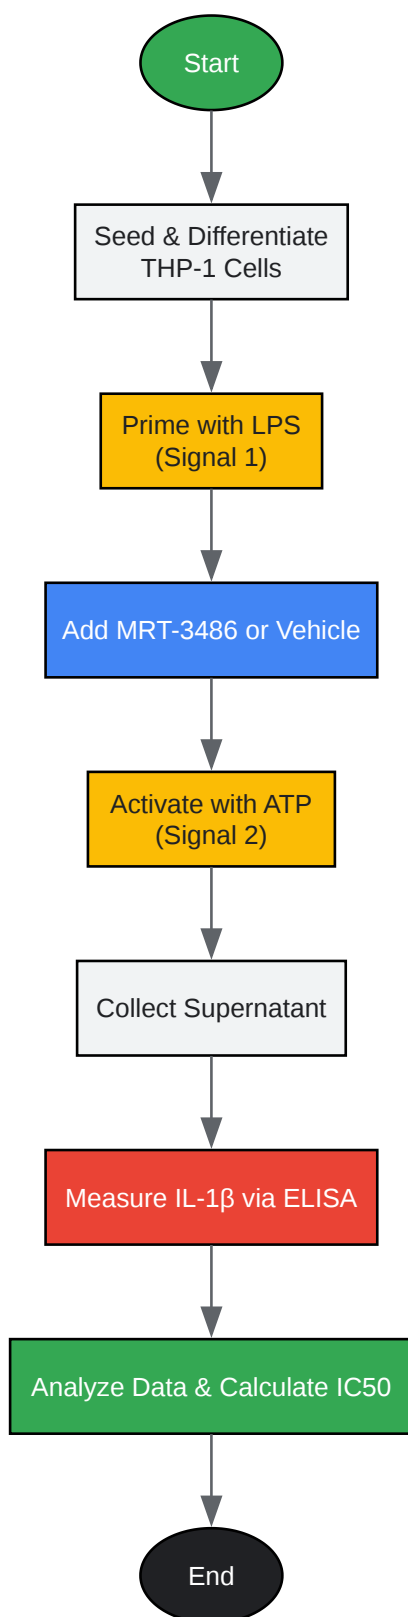 Start
Seed & Differentiate
THP-1 Cells
Prime with LPS
(Signal 1)
Add MRT-3486 or Vehicle
Activate with ATP
(Signal 2)
Collect Supernatant
Measure IL-1β via ELISA
Analyze Data & Calculate IC50
End